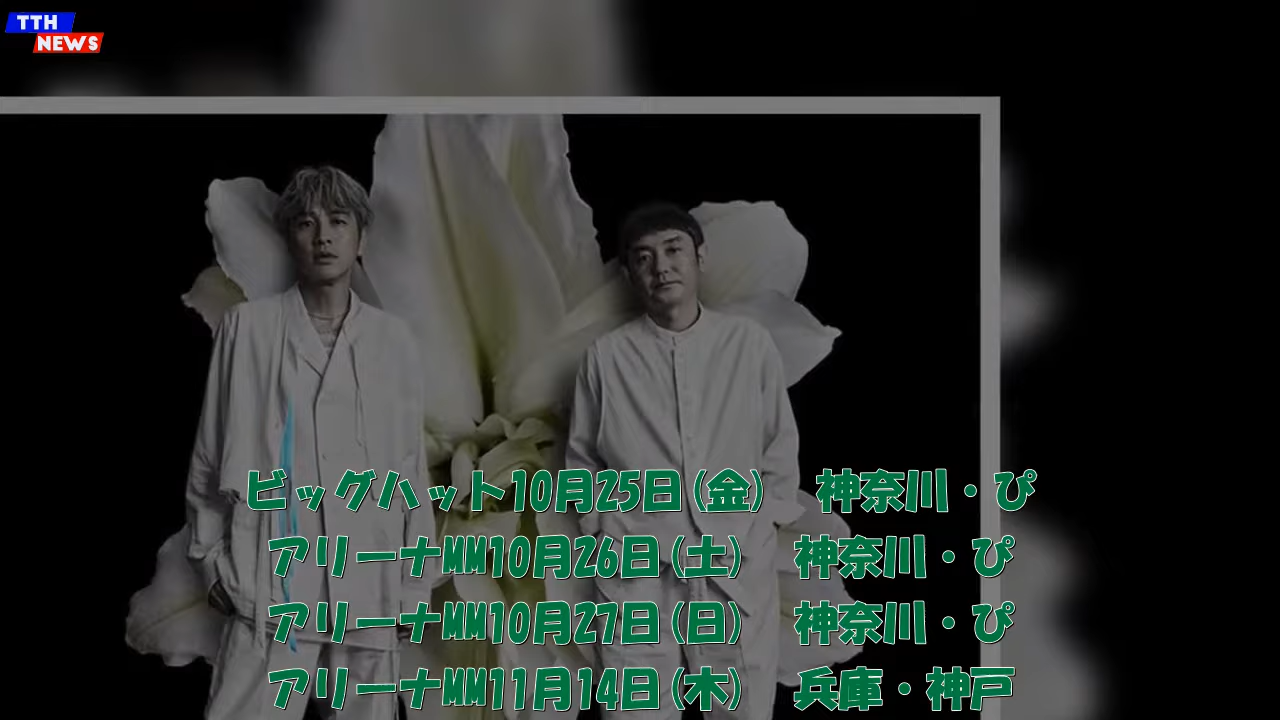 TTH
NEWS
ビッグハット10月25日(金)　神奈川・ぴ
アリーナMM10月26日(土)　神奈川・ぴ
アリーナMM10月27日(日)　神奈川・ぴ
アリーナMM11月14日(木)　兵庫・神戸